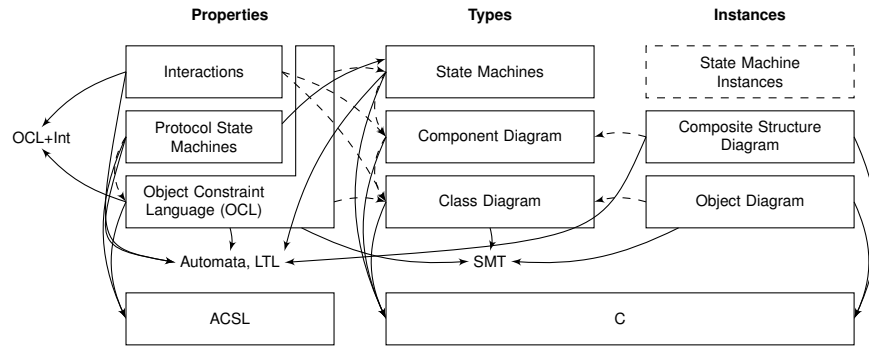 Properties
Types
Instances
Interactions
State Machines
State Machine
Instances
OCL+Int
Protocol State
Machines
Component Diagram
Composite Structure
Diagram
Object Constraint
Language (OCL)
Class Diagram
Object Diagram
Automata, LTL
SMT
ACSL
C